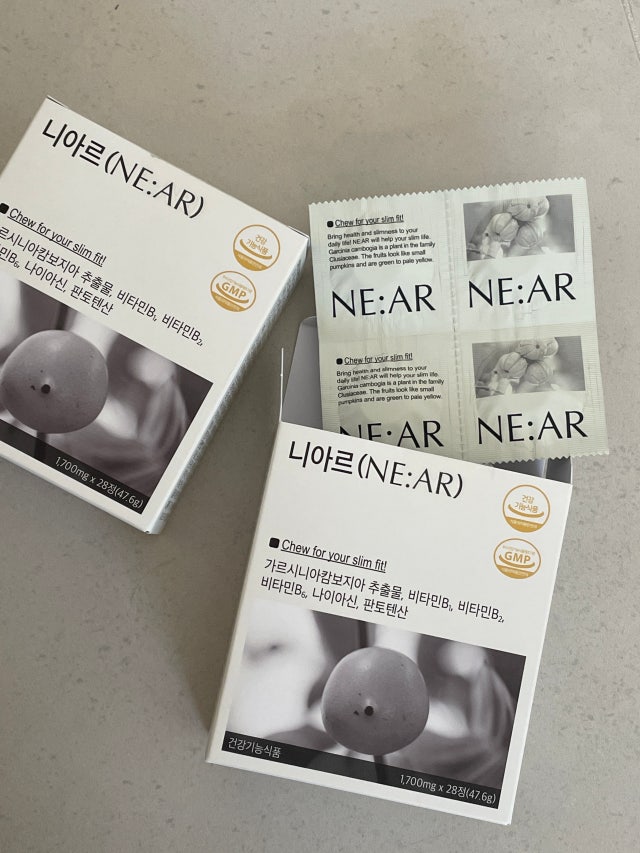 니아르(NE:AR)
건강
기능식품
GMP
Chew for your slim fit!
르시니아캄보지아 추출물, 비타민B₁, 비타민B₂,
민B₆, 나이아신, 판토텐산
1,700mg x 28정(47.6g)
Chew for your slim fit!
Bring health and slimness to your
daily life! NE:AR will help your slim life.
Garcinia cambogia is a plant in the family
Clusiaceae. The fruits look like small
pumpkins and are green to pale yellow.
NE:AR
NE:AR
Chew for your slim fit!
Bring health and slimness to your
daily life! NE:AR will help your slim life.
Garcinia cambogia is a plant in the family
Clusiaceae. The fruits look like small
pumpkins and are green to pale yellow.
NE:AR
NE:AR
니아르(NE:AR)
건강
기능식품
GMP
Chew for your slim fit!
가르시니아캄보지아 추출물, 비타민B₁, 비타민B₂,
비타민B₆, 나이아신, 판토텐산
건강기능식품
1,700mg x 28정(47.6g)